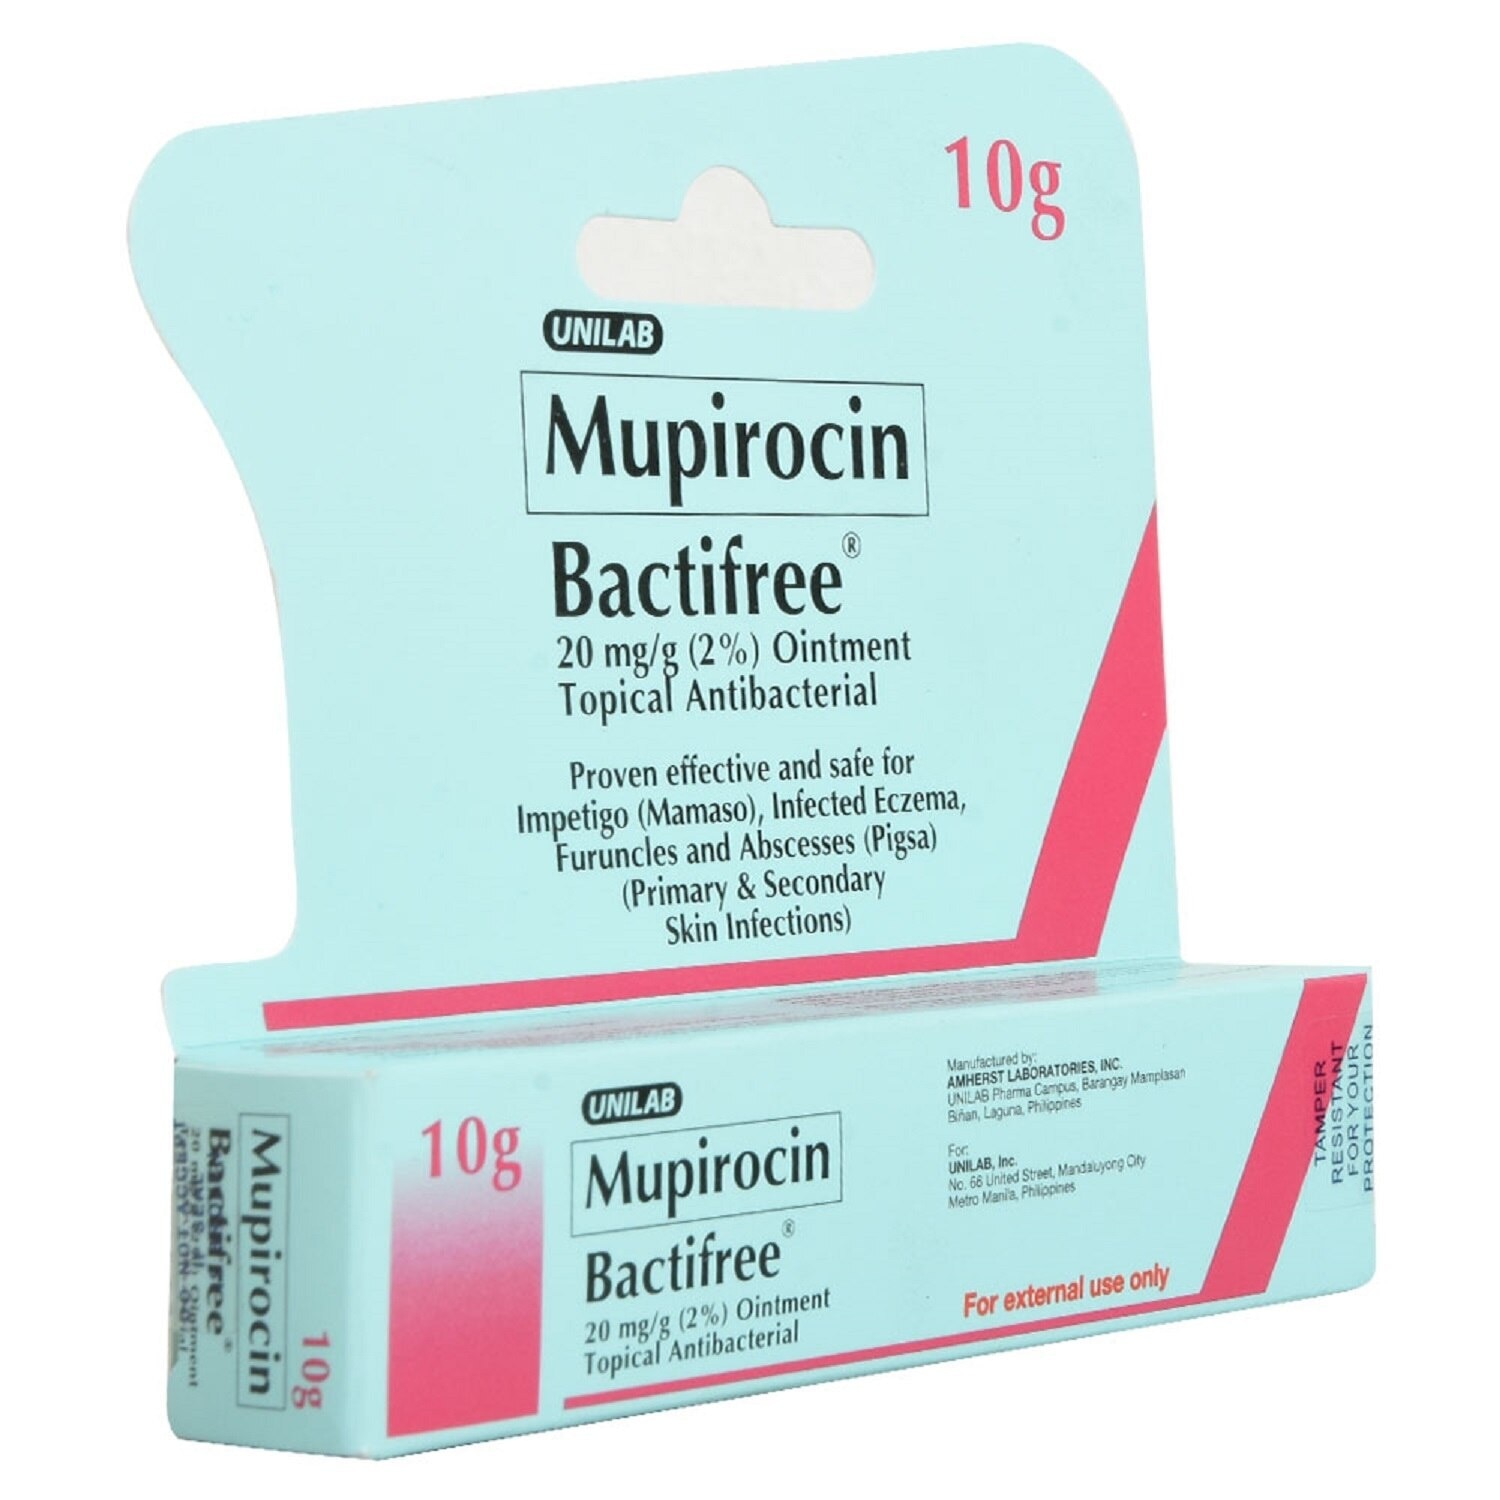 10g
UNILAB
Mupirocin
Bactifree®
20 mg/g (2%) Ointment
Topical Antibacterial
Proven effective and safe for
Impetigo (Mamaso), Infected Eczema,
Furuncles and Abscesses (Pigsa)
(Primary & Secondary
Skin Infections)
10g
UNILAB
Mupirocin
Bactifree®
20 mg/g (2%) Ointment
Topical Antibacterial
Manufactured by:
AMHERST LABORATORIES, INC.
UNILAB Pharma Campus, Barangay Mamplasan
Biñan, Laguna, Philippines
For:
UNILAB, Inc.
No. 66 United Street, Mandaluyong City
Metro Manila, Philippines
For external use only
TAMPER
RESISTANT
FOR YOUR
PROTECTION
10g
Mupirocin
Bactifree®
Ointment